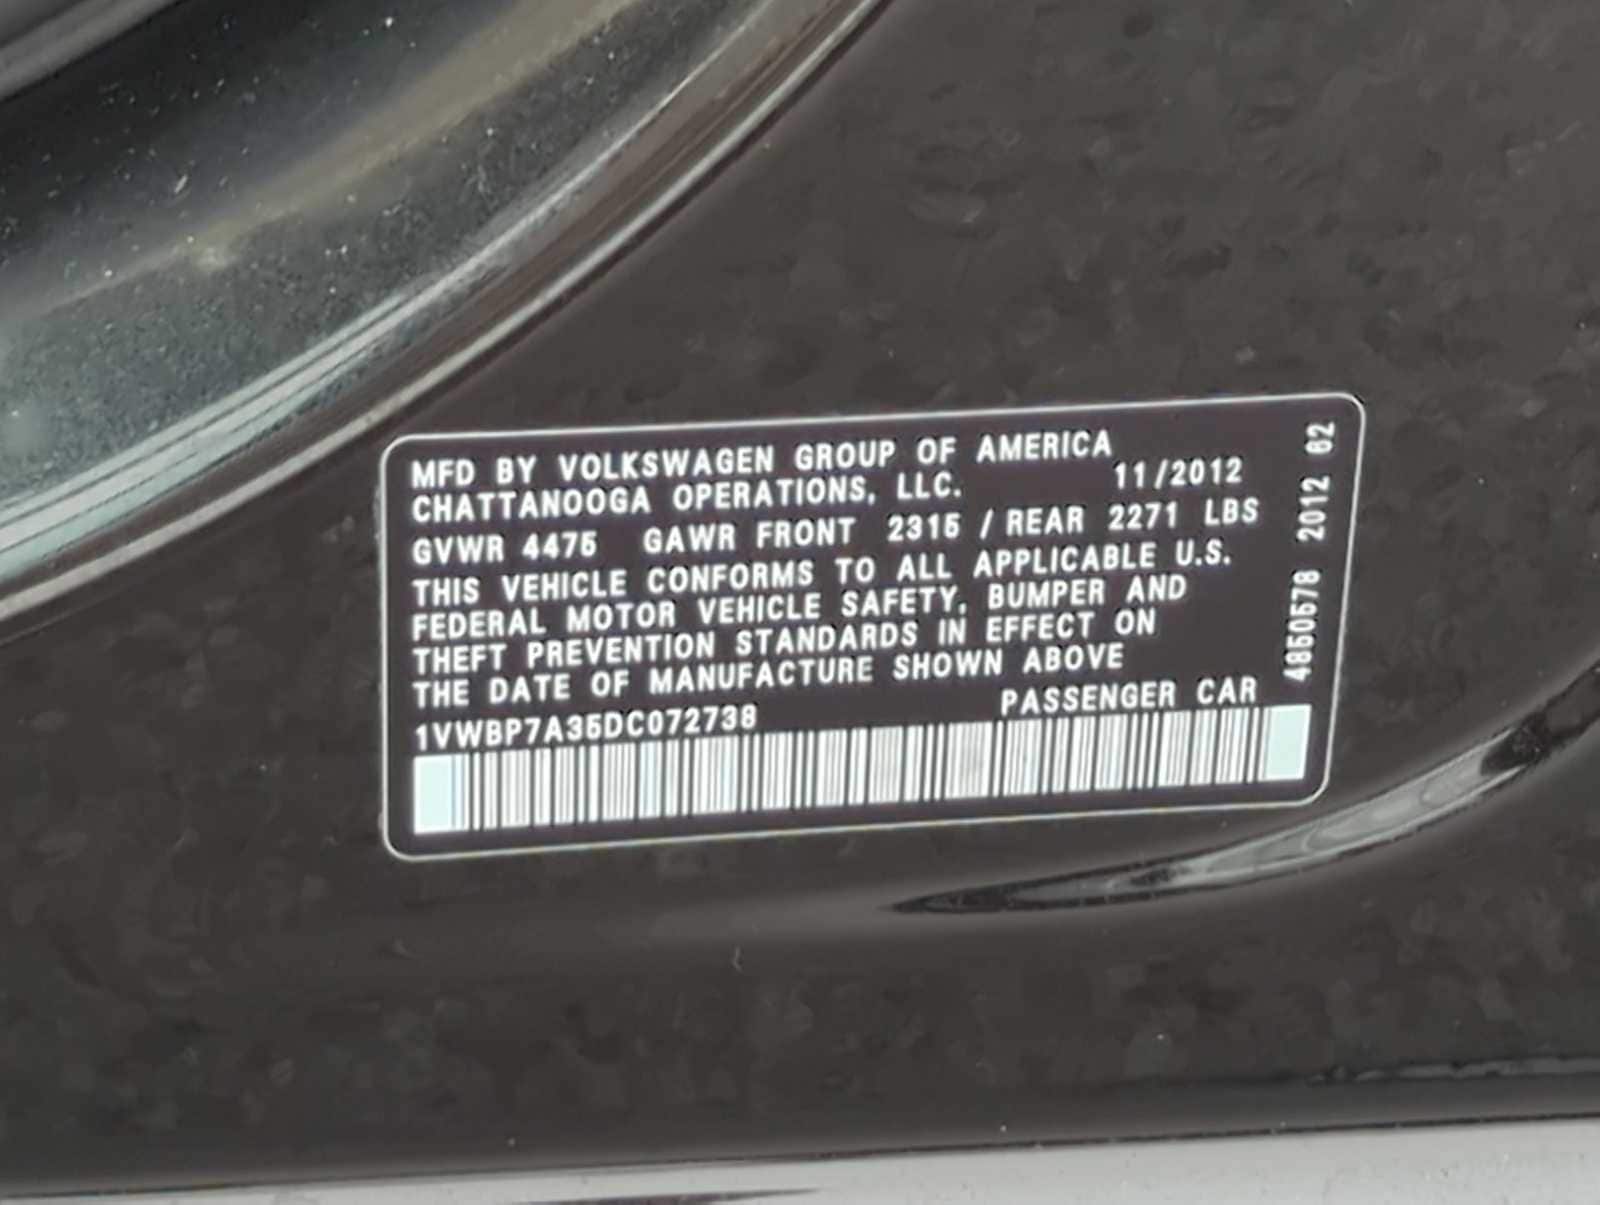 MFD BY VOLKSWAGEN GROUP OF AMERICA
CHATTANOOGA OPERATIONS, LLC. 11/2012
GVWR 4475 GAWR FRONT 2315 / REAR 2271 LBS
THIS VEHICLE CONFORMS TO ALL APPLICABLE U.S.
FEDERAL MOTOR VEHICLE SAFETY, BUMPER AND
THEFT PREVENTION STANDARDS IN EFFECT ON
THE DATE OF MANUFACTURE SHOWN ABOVE
1VWBP7A35DC072738 PASSENGER CAR
4850578 2012 62